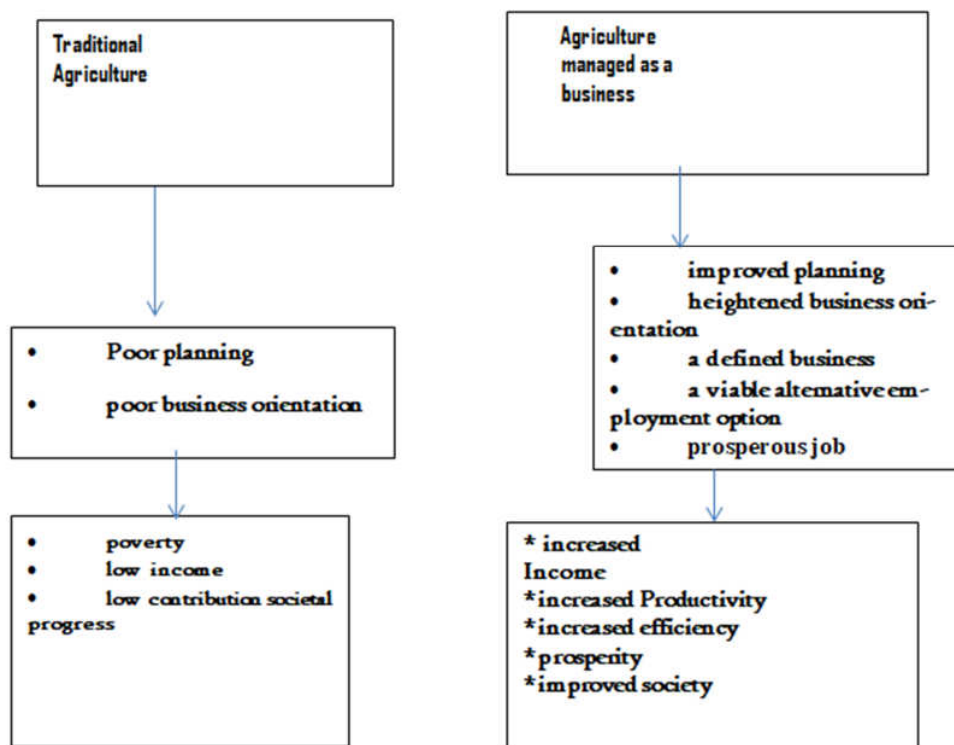 Traditional
Agriculture
• Poor planning
• poor business orientation
• poverty
• low income
• low contribution societal
progress
Agriculture
managed as a
business
• improved planning
• heightened business ori-
entation
• a defined business
• a viable alternative em-
ployment option
• prosperous job
* increased
Income
*increased Productivity
*increased efficiency
*prosperity
*improved society